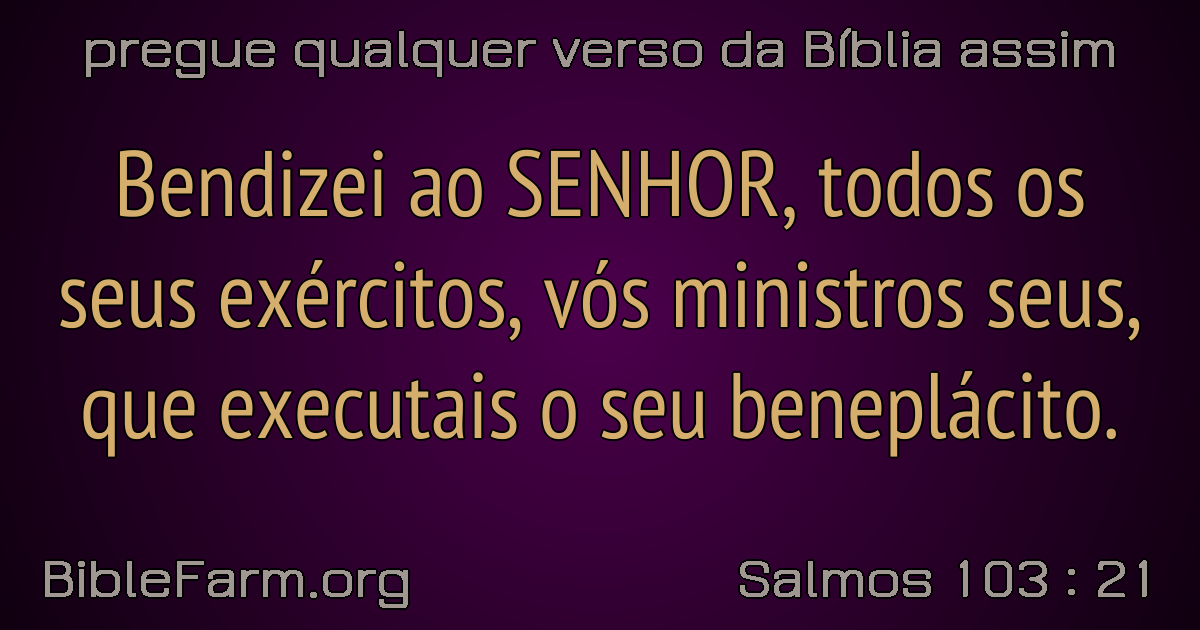 pregue qualquer verso da Bíblia assim
Bendizei ao SENHOR, todos os
seus exércitos, vós ministros seus,
que executais o seu beneplácito.
BibleFarm.org
Salmos 103 : 21